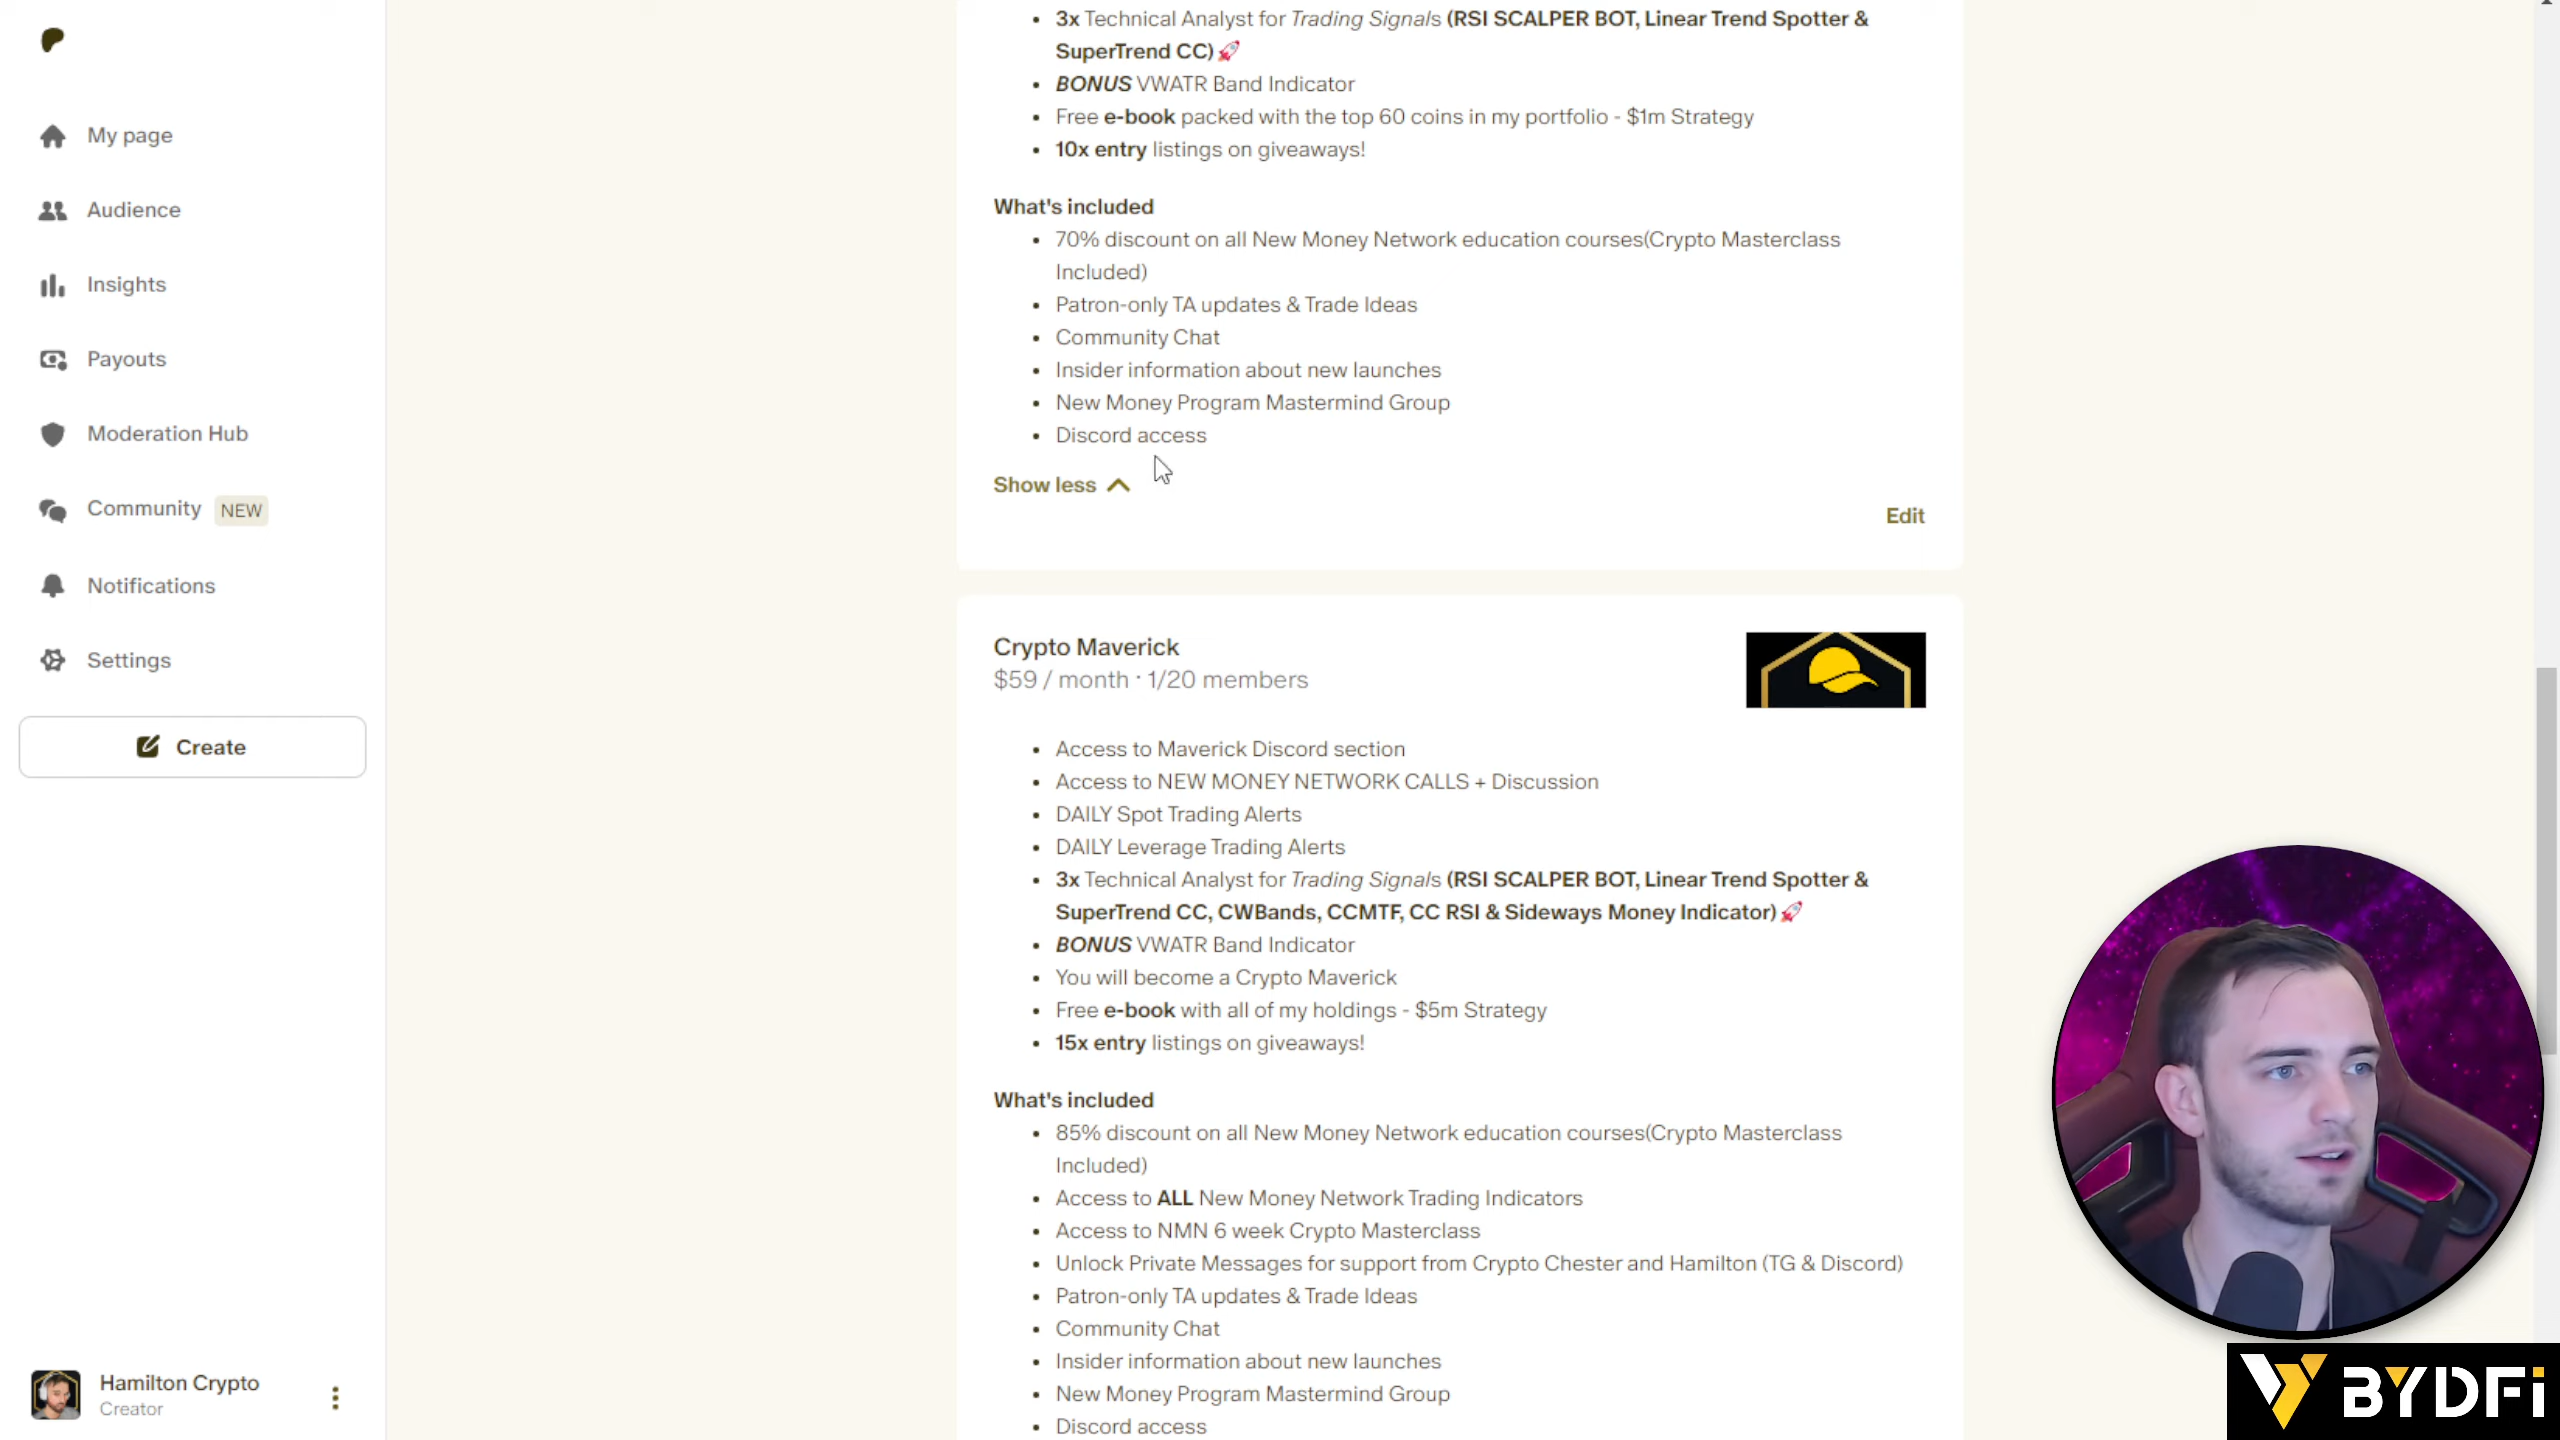 My page
Audience
Insights
Payouts
Moderation Hub
Community NEW
Notifications
Settings
Create
Hamilton Crypto
Creator
3x Technical Analyst for Trading Signals (RSI SCALPER BOT, Linear Trend Spotter &
SuperTrend CC)🚀
BONUS VWATR Band Indicator
Free e-book packed with the top 60 coins in my portfolio - $1m Strategy
10x entry listings on giveaways!
What's included
70% discount on all New Money Network education courses(Crypto Masterclass
Included)
Patron-only TA updates & Trade Ideas
Community Chat
Insider information about new launches
New Money Program Mastermind Group
Discord access
Show less
Edit
Crypto Maverick
$59 / month · 1/20 members
Access to Maverick Discord section
Access to NEW MONEY NETWORK CALLS + Discussion
DAILY Spot Trading Alerts
DAILY Leverage Trading Alerts
3x Technical Analyst for Trading Signals (RSI SCALPER BOT, Linear Trend Spotter &
SuperTrend CC, CWBands, CCMTF, CC RSI & Sideways Money Indicator)🚀
BONUS VWATR Band Indicator
You will become a Crypto Maverick
Free e-book with all of my holdings - $5m Strategy
15x entry listings on giveaways!
What's included
85% discount on all New Money Network education courses(Crypto Masterclass
Included)
Access to ALL New Money Network Trading Indicators
Access to NMN 6 week Crypto Masterclass
Unlock Private Messages for support from Crypto Chester and Hamilton (TG & Discord)
Patron-only TA updates & Trade Ideas
Community Chat
Insider information about new launches
New Money Program Mastermind Group
Discord access
BYDFi